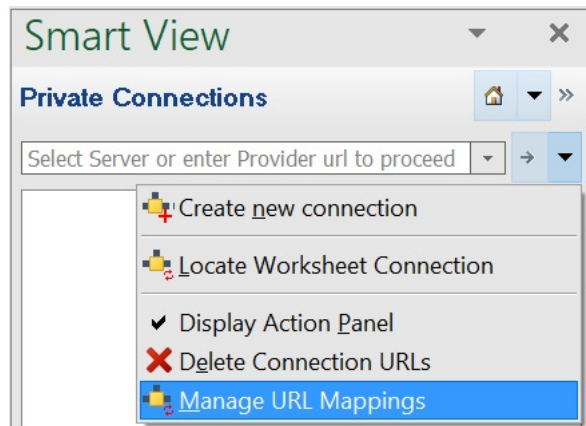 Smart View
Private Connections
Select Server or enter Provider url to proceed
Create new connection
Locate Worksheet Connection
Display Action Panel
Delete Connection URLs
Manage URL Mappings